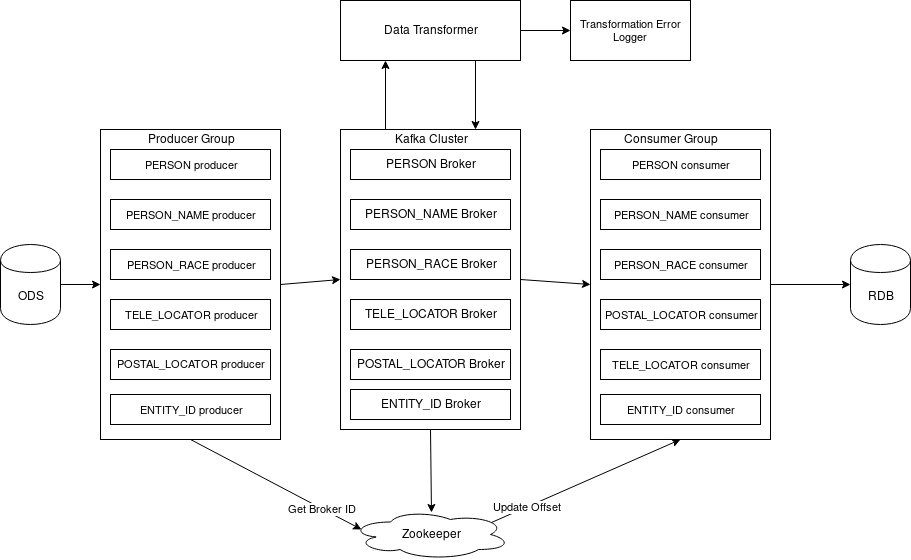 Data Transformer
Transformation Error
Logger
Producer Group
PERSON producer
PERSON_NAME producer
PERSON_RACE producer
TELE_LOCATOR producer
POSTAL_LOCATOR producer
ENTITY_ID producer
Kafka Cluster
PERSON Broker
PERSON_NAME Broker
PERSON_RACE Broker
TELE_LOCATOR Broker
POSTAL_LOCATOR Broker
ENTITY_ID Broker
Consumer Group
PERSON consumer
PERSON_NAME consumer
PERSON_RACE consumer
POSTAL_LOCATOR consumer
TELE_LOCATOR consumer
ENTITY_ID consumer
ODS
RDB
Get Broker ID
Update Offset
Zookeeper